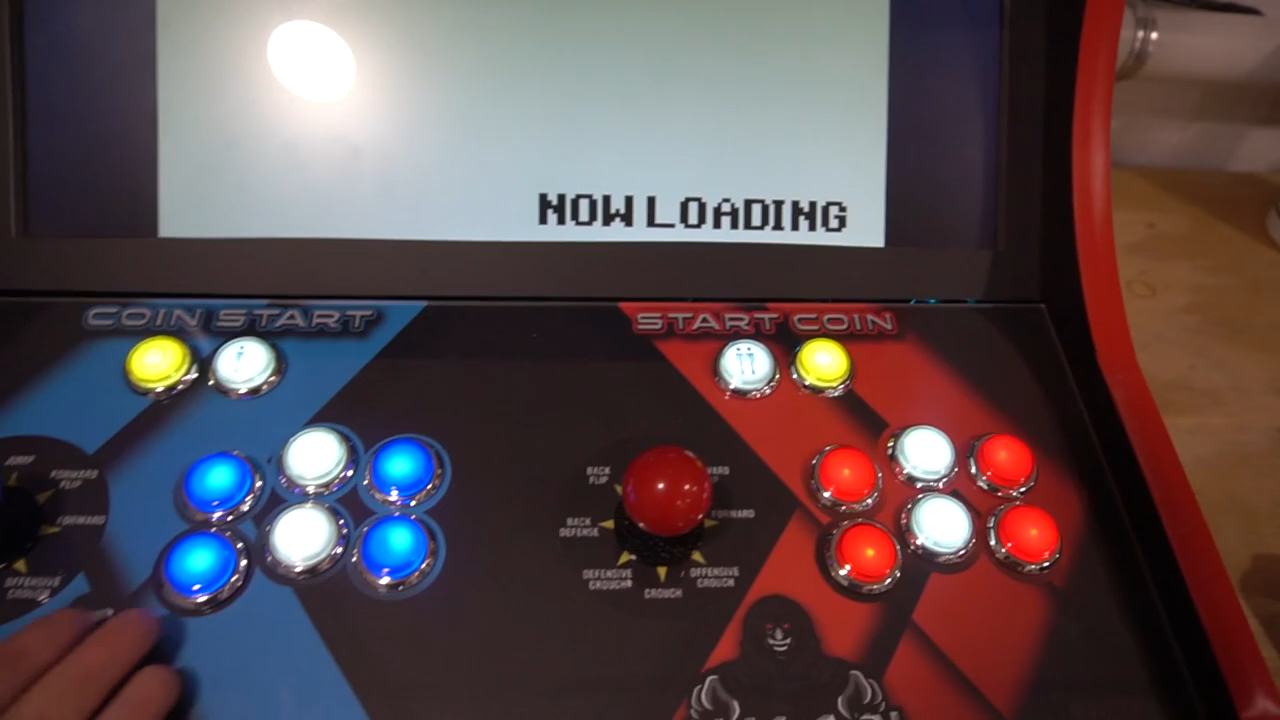 NOW LOADING
COIN START
START COIN
JUMP
FORWARD
FLIP
FORWARD
OFFENSIVE
CROUCH
BACK
FLIP
BACK
DEFENSE
DEFENSIVE
CROUCH
CROUCH
OFFENSIVE
CROUCH